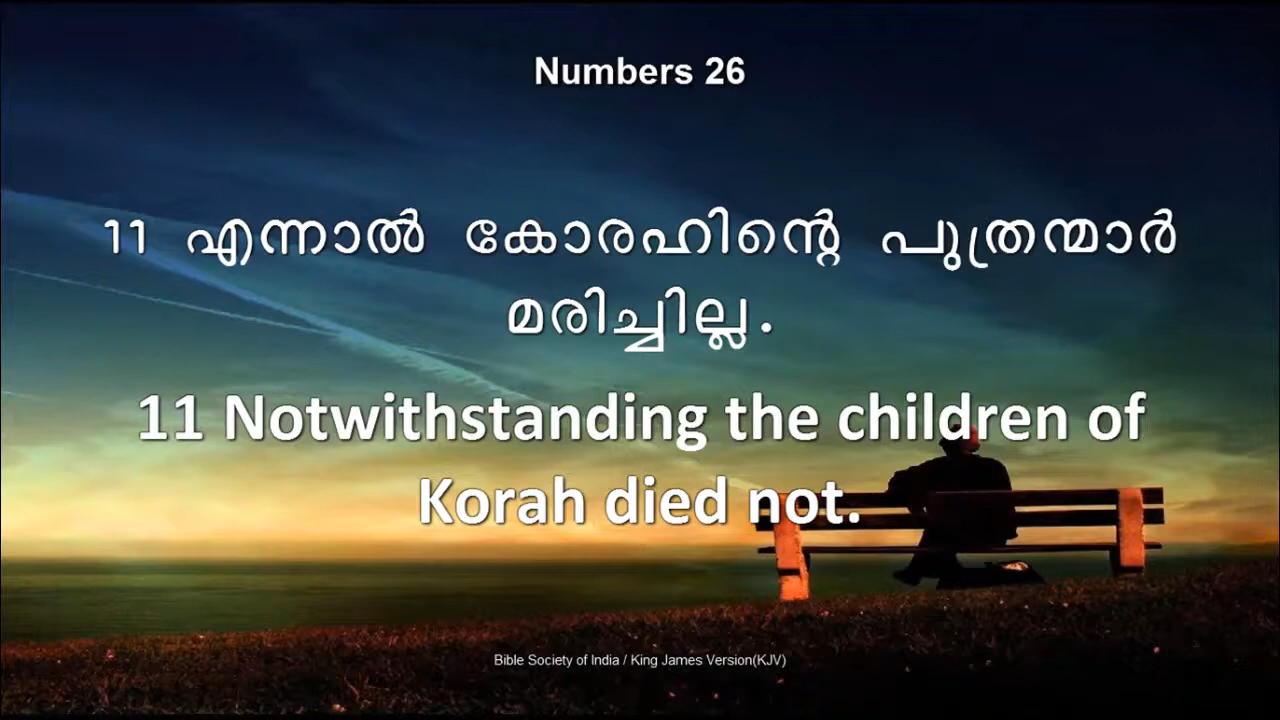 Numbers 26
11 എന്നാൽ കോരഹിന്റെ പുത്രന്മാർ
മരിച്ചില്ല.
11 Notwithstanding the children of
Korah died not.
Bible Society of India / King James Version(KJV)